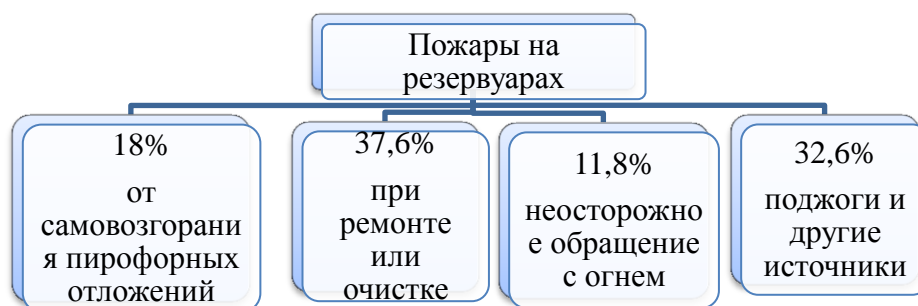 Пожары на
резервуарах
18%
от
самовозгорани
я пирофорных
отложений
37,6%
при
ремонте
или
очистке
11,8%
неосторожно
е обращение
с огнем
32,6%
поджоги и
другие
источники